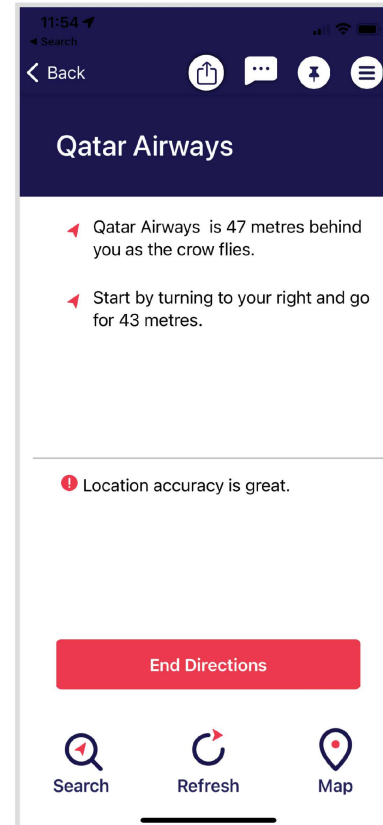 11:54
◄ Search
Back
Qatar Airways
Qatar Airways is 47 metres behind
you as the crow flies.
Start by turning to your right and go
for 43 metres.
Location accuracy is great.
End Directions
Search Refresh Map